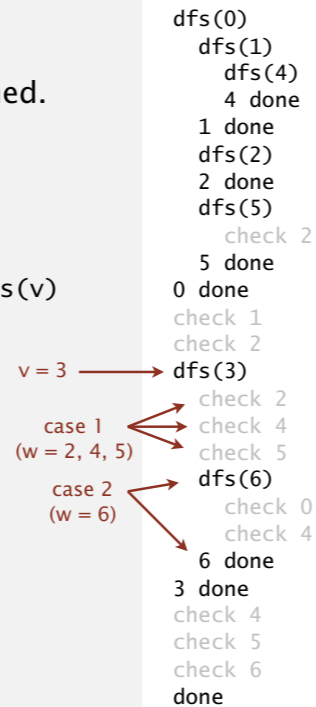 dfs(0)
dfs(1)
dfs(4)
ed.
4 done
1 done
dfs(2)
2 done
dfs(5)
check 2
5 done
s(v)
0 done
check 1
check 2
v = 3
dfs(3)
check 2
case 1
check 4
(w = 2, 4, 5)
check 5
case 2
dfs(6)
(w = 6)
check 0
check 4
6 done
3 done
check 4
check 5
check 6
done